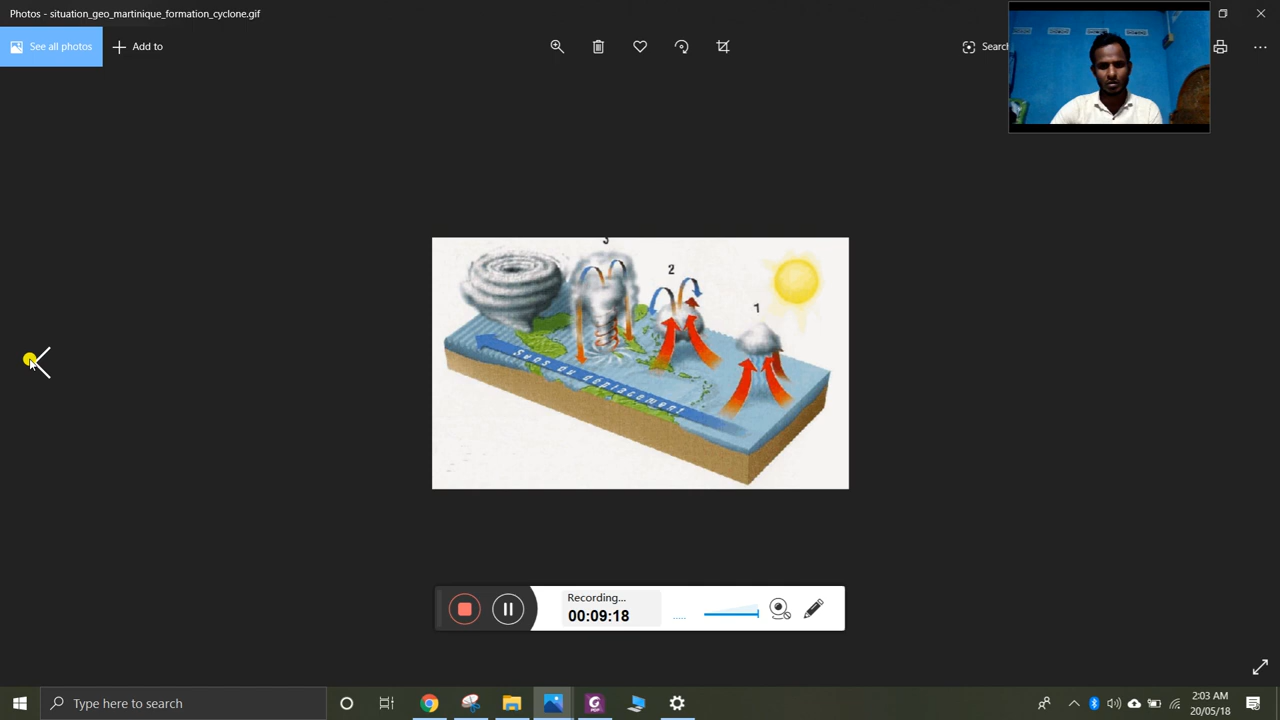 Photos - situation_geo_martinique_formation_cyclone.gif
See all photos
Add to
Searc
3
2
1
Sens du déplacement
Recording...
00:09:18
Type here to search
2:03 AM
20/05/18